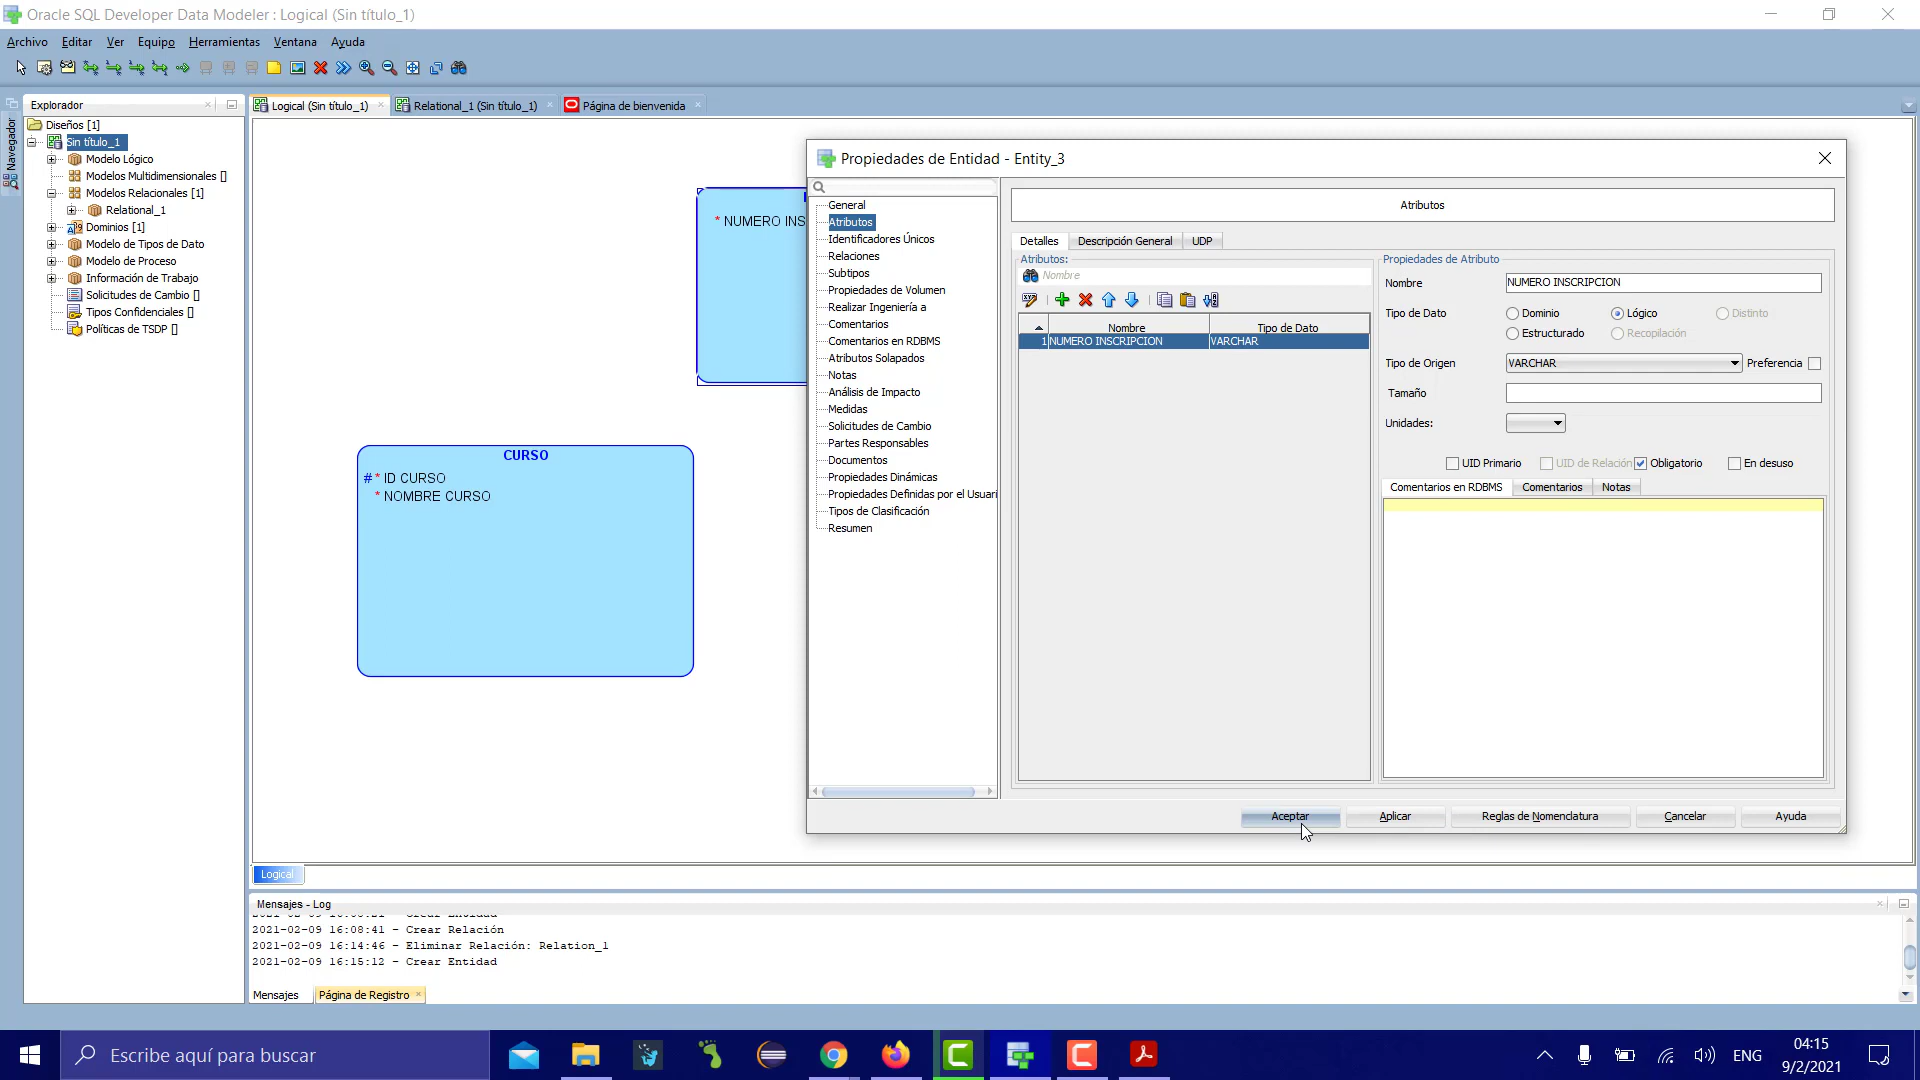 Oracle SQL Developer Data Modeler : Logical (Sin título_1)
Archivo Editar Ver Equipo Herramientas Ventana Ayuda
Explorador
Navegador
Diseños [1]
Sin título_1
Modelo Lógico
Modelos Multidimensionales []
Modelos Relacionales [1]
Relational_1
Dominios [1]
Modelo de Tipos de Dato
Modelo de Proceso
Información de Trabajo
Solicitudes de Cambio []
Tipos Confidenciales []
Políticas de TSDP []
Logical (Sin título_1) Relational_1 (Sin título_1) Página de bienvenida
* NUMERO INS
CURSO
# * ID CURSO
* NOMBRE CURSO
Propiedades de Entidad - Entity_3
General
Atributos
Identificadores Únicos
Relaciones
Subtipos
Propiedades de Volumen
Realizar Ingeniería a
Comentarios
Comentarios en RDBMS
Atributos Solapados
Notas
Análisis de Impacto
Medidas
Solicitudes de Cambio
Partes Responsables
Documentos
Propiedades Dinámicas
Propiedades Definidas por el Usuari
Tipos de Clasificación
Resumen
Atributos
Detalles Descripción General UDP
Atributos:
Nombre
Nombre Tipo de Dato
1 NUMERO INSCRIPCION VARCHAR
Propiedades de Atributo
Nombre NUMERO INSCRIPCION
Tipo de Dato Dominio Lógico Distinto
Estructurado Recopilación
Tipo de Origen VARCHAR Preferencia
Tamaño
Unidades:
UID Primario UID de Relación Obligatorio En desuso
Comentarios en RDBMS Comentarios Notas
Aceptar Aplicar Reglas de Nomenclatura Cancelar Ayuda
Logical
Mensajes - Log
2021-02-09 16:08:41 - Crear Relación
2021-02-09 16:14:46 - Eliminar Relación: Relation_1
2021-02-09 16:15:12 - Crear Entidad
Mensajes Página de Registro
Escribe aquí para buscar
ENG
04:15
9/2/2021